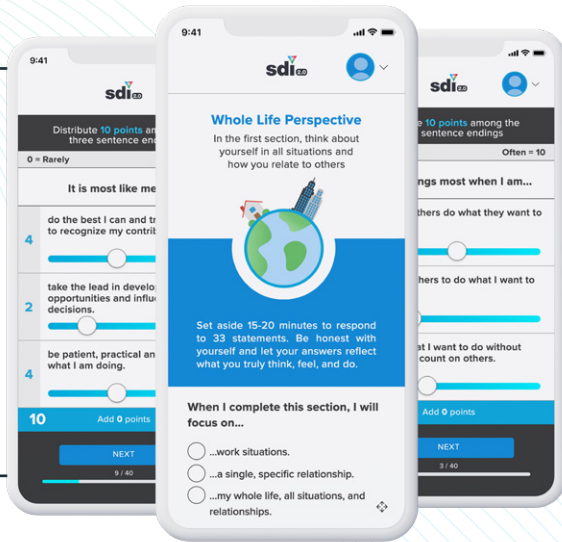 9:41
sdi 2.0
Distribute 10 points an
three sentence en
0 = Rarely
It is most like me
do the best I can and tr
to recognize my contrib
4
take the lead in develo
opportunities and influ
decisions.
2
be patient, practical an
what I am doing.
4
10
Add 0 points
NEXT
9 / 40
9:41
sdi 2.0
Whole Life Perspective
In the first section, think about
yourself in all situations and
how you relate to others
Set aside 15-20 minutes to respond
to 33 statements. Be honest with
yourself and let your answers reflect
what you truly think, feel, and do.
When I complete this section, I will
focus on...
...work situations.
...a single, specific relationship.
...my whole life, all situations, and
relationships.
sdi 2.0
e 10 points among the
sentence endings
Often = 10
ngs most when I am...
thers do what they want to
hers to do what I want to
at I want to do without
count on others.
Add 0 points
NEXT
3 / 40